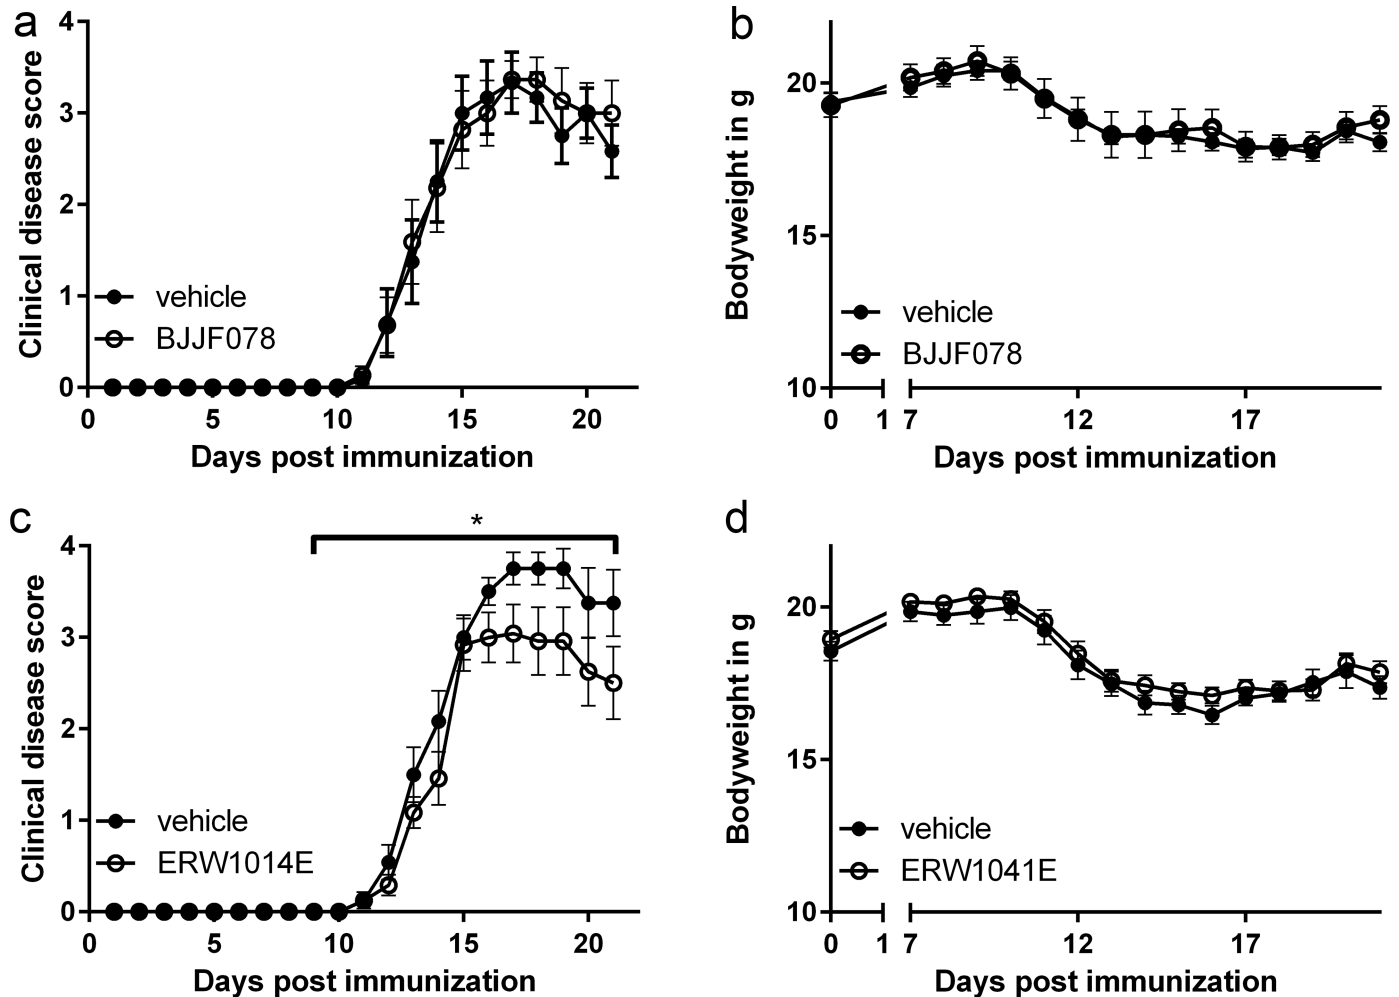 a
4
3
2
1
0
Clinical disease score
vehicle
BJJF078
0 5 10 15 20
Days post immunization
b
20
15
10
Bodyweight in g
vehicle
BJJF078
0 1 7 12 17
Days post immunization
c
*
4
3
2
1
0
Clinical disease score
vehicle
ERW1014E
0 5 10 15 20
Days post immunization
d
20
15
10
Bodyweight in g
vehicle
ERW1041E
0 1 7 12 17
Days post immunization